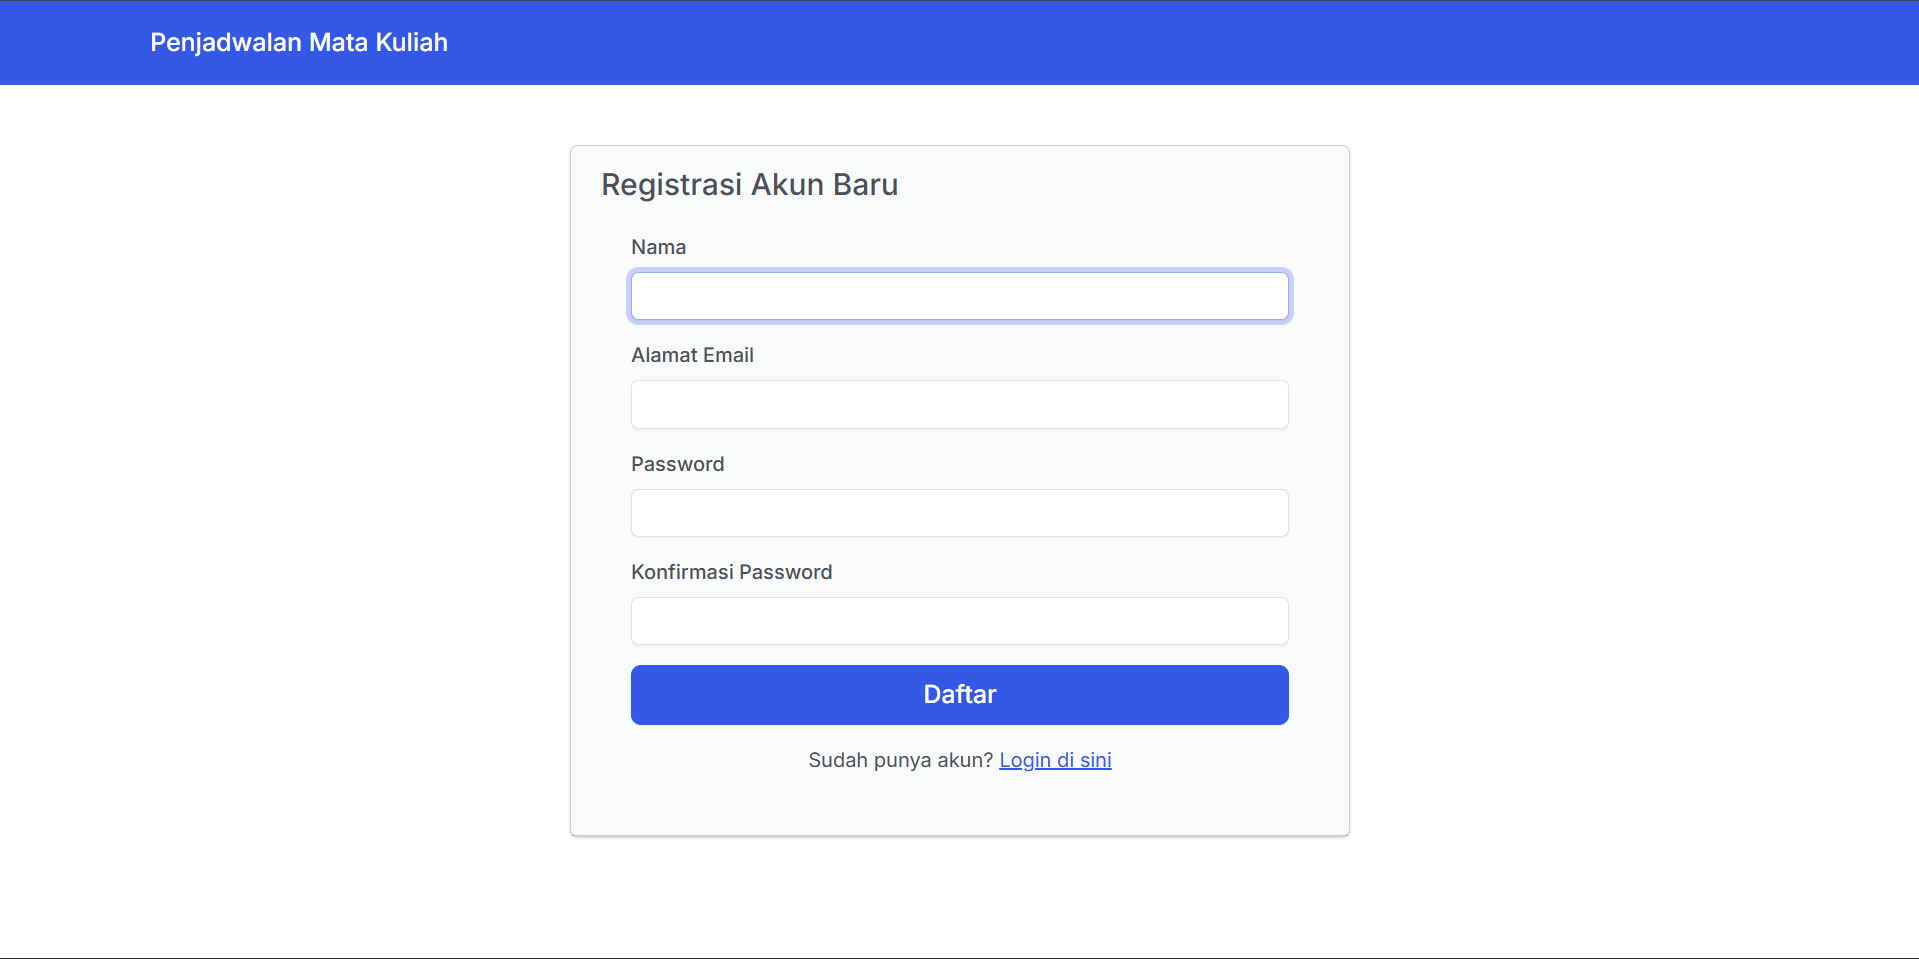 Penjadwalan Mata Kuliah
Registrasi Akun Baru
Nama
Alamat Email
Password
Konfirmasi Password
Daftar
Sudah punya akun? Login di sini